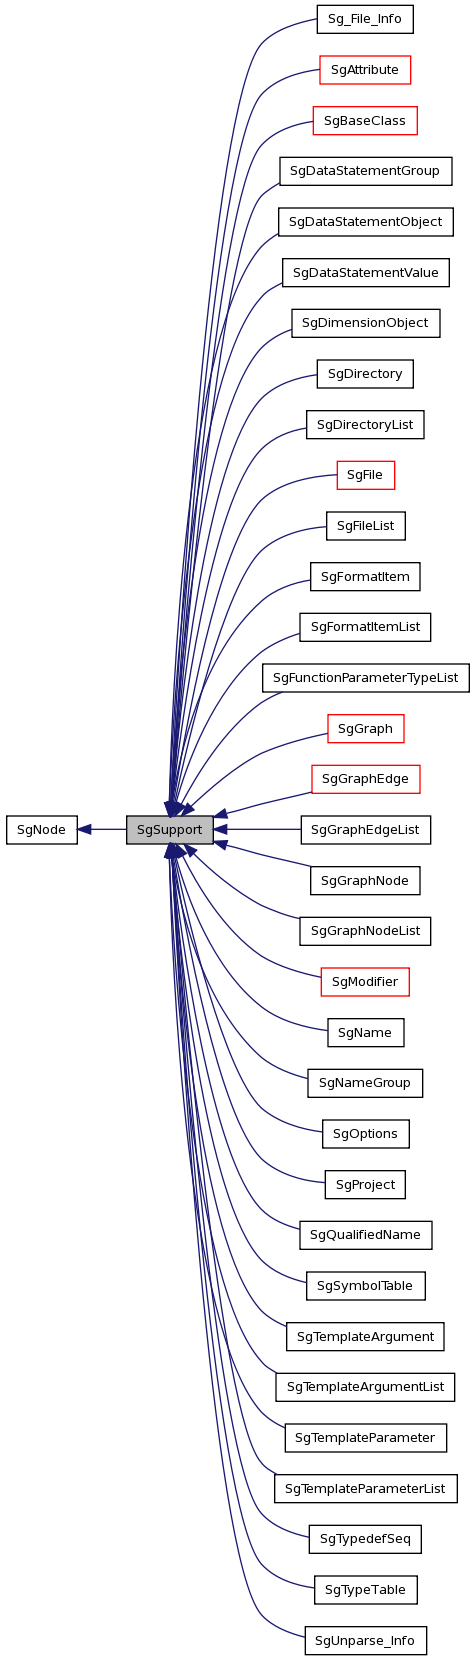 Sg_File_Info
SgAttribute
SgBaseClass
SgDataStatementGroup
SgDataStatementObject
SgDataStatementValue
SgDimensionObject
SgDirectory
SgDirectoryList
SgFile
SgFileList
SgFormatItem
SgFormatItemList
SgFunctionParameterTypeList
SgGraph
SgGraphEdge
SgNode
SgSupport
SgGraphEdgeList
SgGraphNode
SgGraphNodeList
SgModifier
SgName
SgNameGroup
SgOptions
SgProject
SgQualifiedName
SgSymbolTable
SgTemplateArgument
SgTemplateArgumentList
SgTemplateParameter
SgTemplateParameterList
SgTypedefSeq
SgTypeTable
SgUnparse_Info